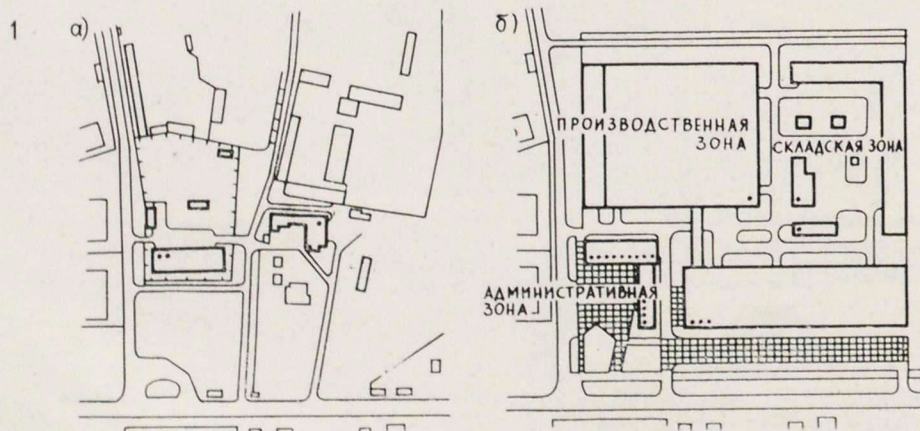 1 а) б)
ПРОИЗВОДСТВЕННАЯ
ЗОНА
СКЛАДСКАЯ ЗОНА
АДМИНИСТРАТИВНАЯ
ЗОНА